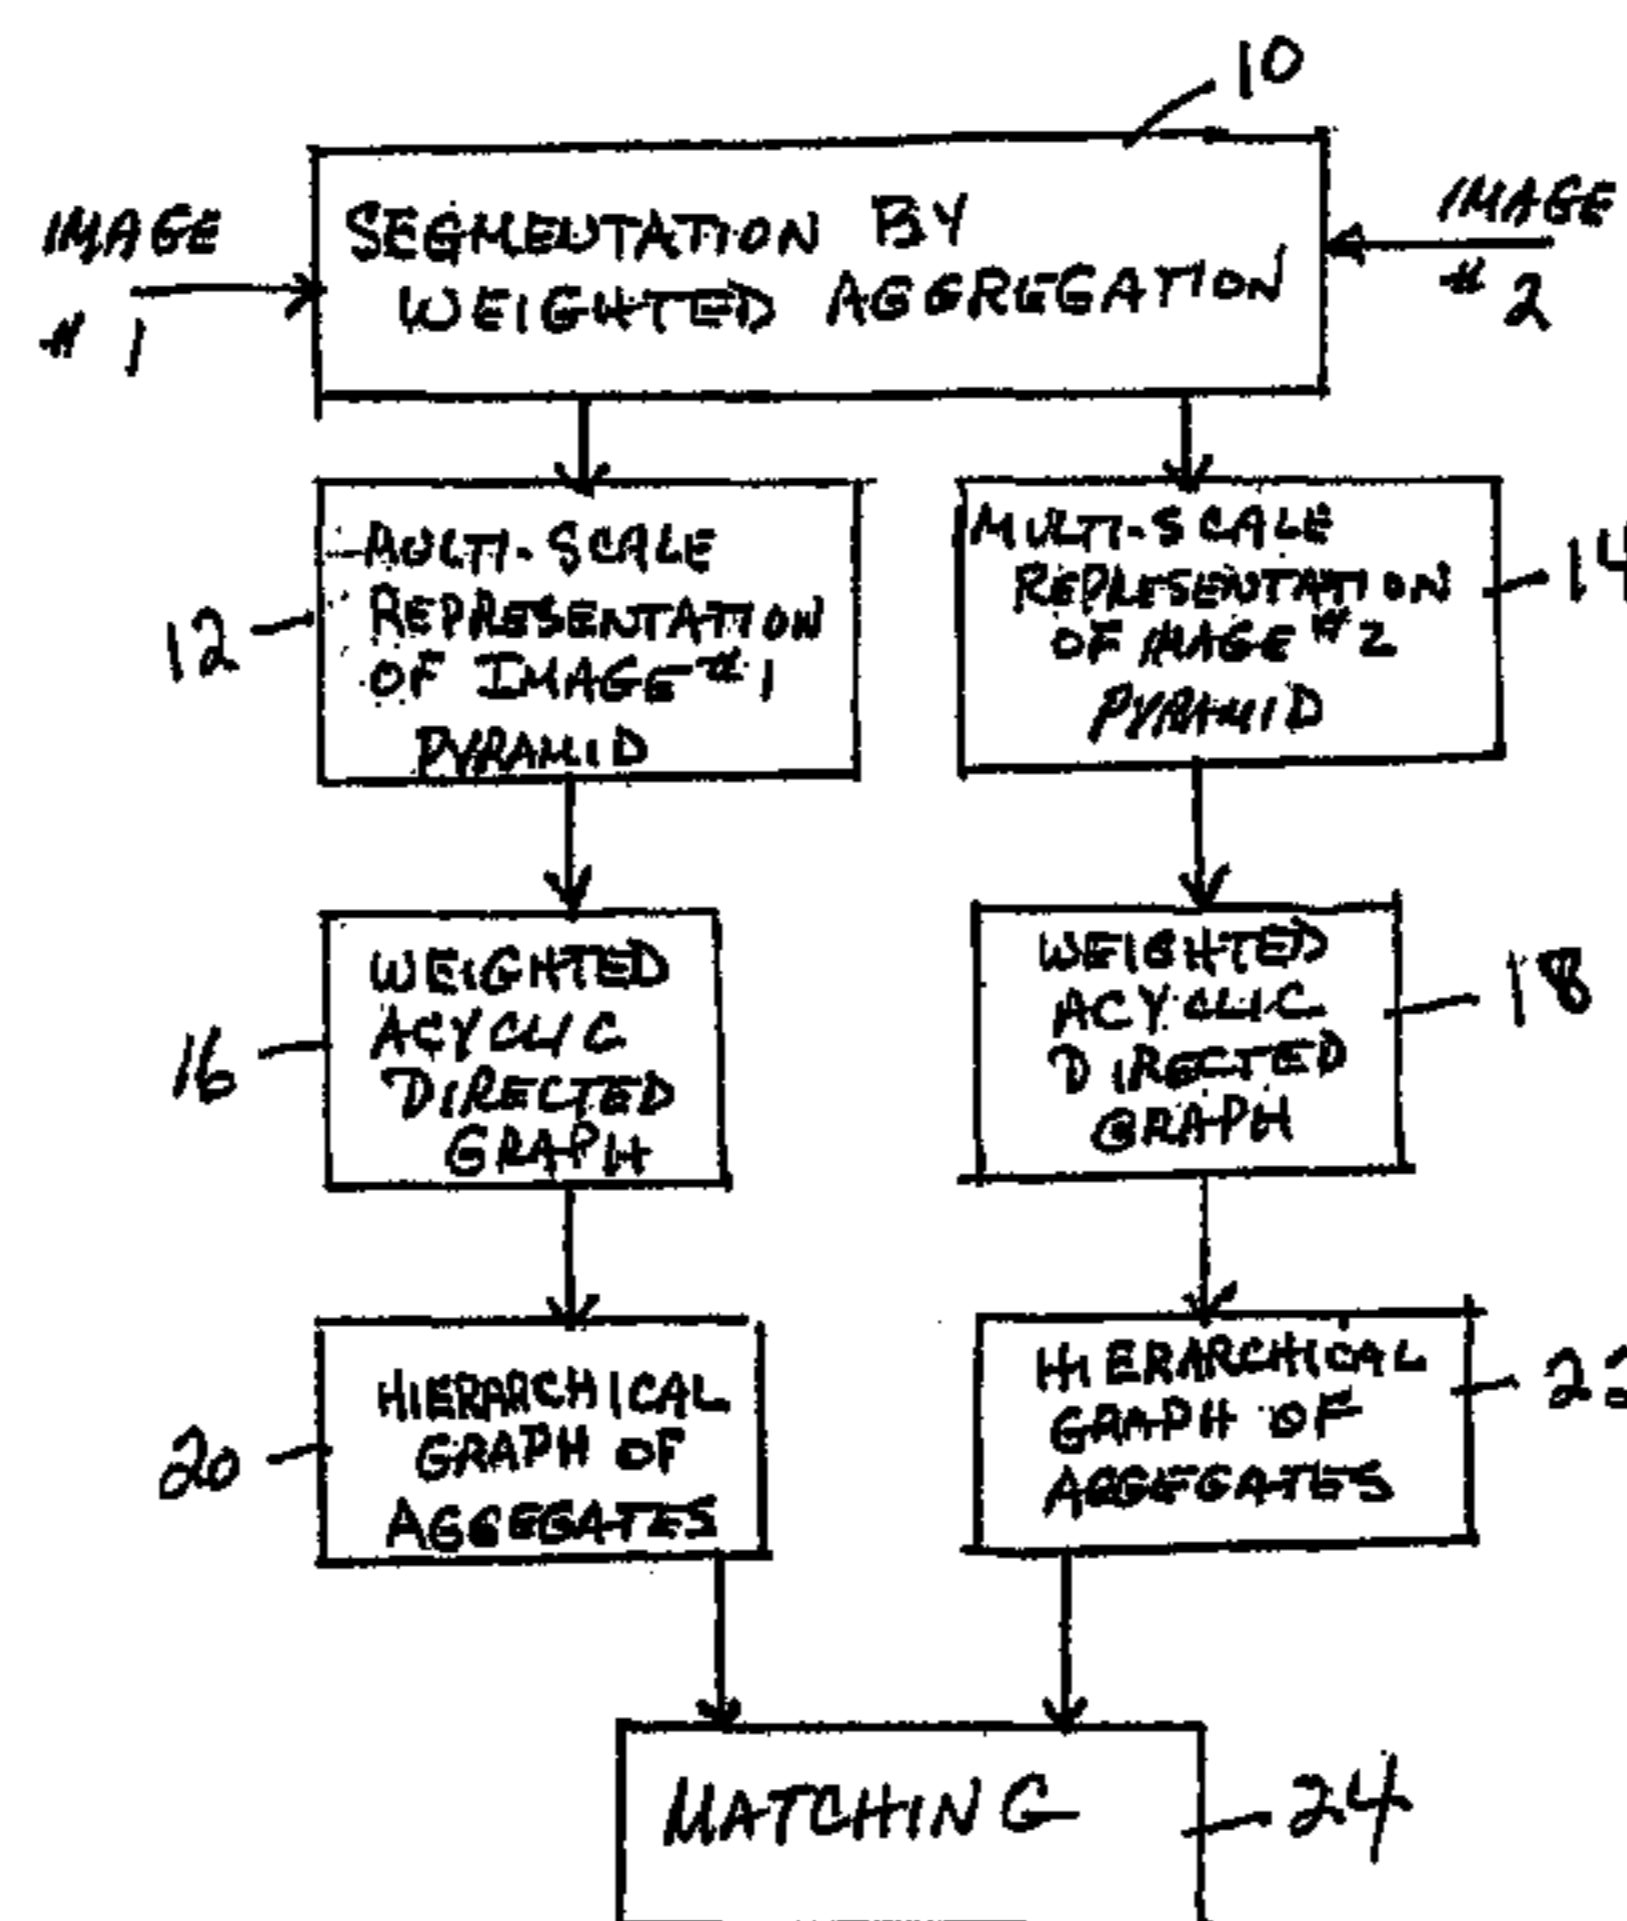 10
IMAGE
# 1
SEGMENTATION BY
WEIGHTED AGGREGATION
IMAGE
# 2
12
MULTI-SCALE
REPRESENTATION
OF IMAGE #1
PYRAMID
MULTI-SCALE
REPRESENTATION
OF IMAGE #2
PYRAMID
14
16
WEIGHTED
ACYCLIC
DIRECTED
GRAPH
WEIGHTED
ACYCLIC
DIRECTED
GRAPH
18
20
HIERARCHICAL
GRAPH OF
AGGEGATES
HIERARCHICAL
GRAPH OF
AGGEGATES
22
MATCHING
24